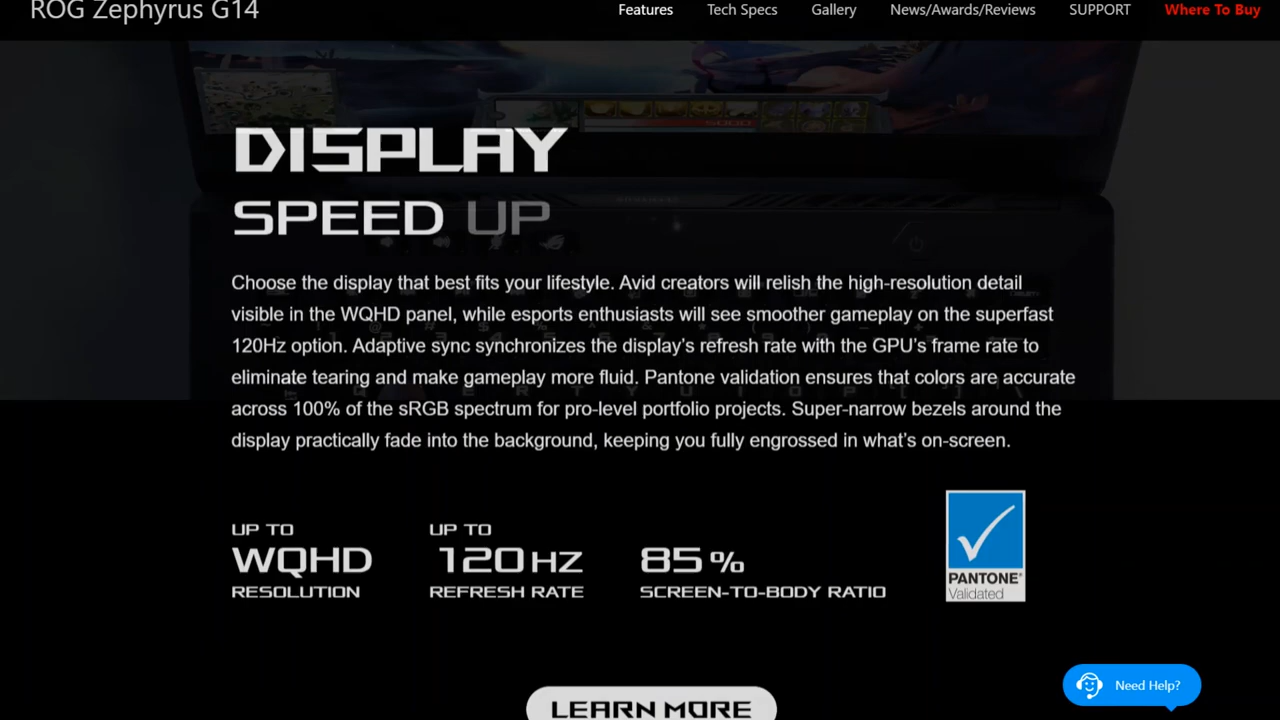 ROG Zephyrus G14
Features
Tech Specs
Gallery
News/Awards/Reviews
SUPPORT
Where To Buy
DISPLAY
SPEED UP
Choose the display that best fits your lifestyle. Avid creators will relish the high-resolution detail
visible in the WQHD panel, while esports enthusiasts will see smoother gameplay on the superfast
120Hz option. Adaptive sync synchronizes the display's refresh rate with the GPU's frame rate to
eliminate tearing and make gameplay more fluid. Pantone validation ensures that colors are accurate
across 100% of the sRGB spectrum for pro-level portfolio projects. Super-narrow bezels around the
display practically fade into the background, keeping you fully engrossed in what's on-screen.
UP TO
WQHD
RESOLUTION
UP TO
120 HZ
REFRESH RATE
85 %
SCREEN-TO-BODY RATIO
PANTONE®
Validated
LEARN MORE
Need Help?